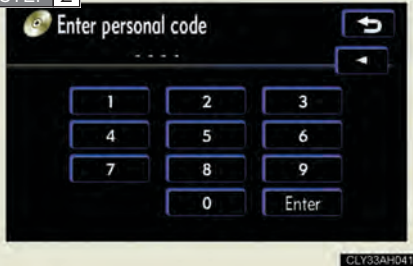 STEP 2
Enter personal code
- - - -
1 2 3
4 5 6
7 8 9
0 Enter
CLY33AH041